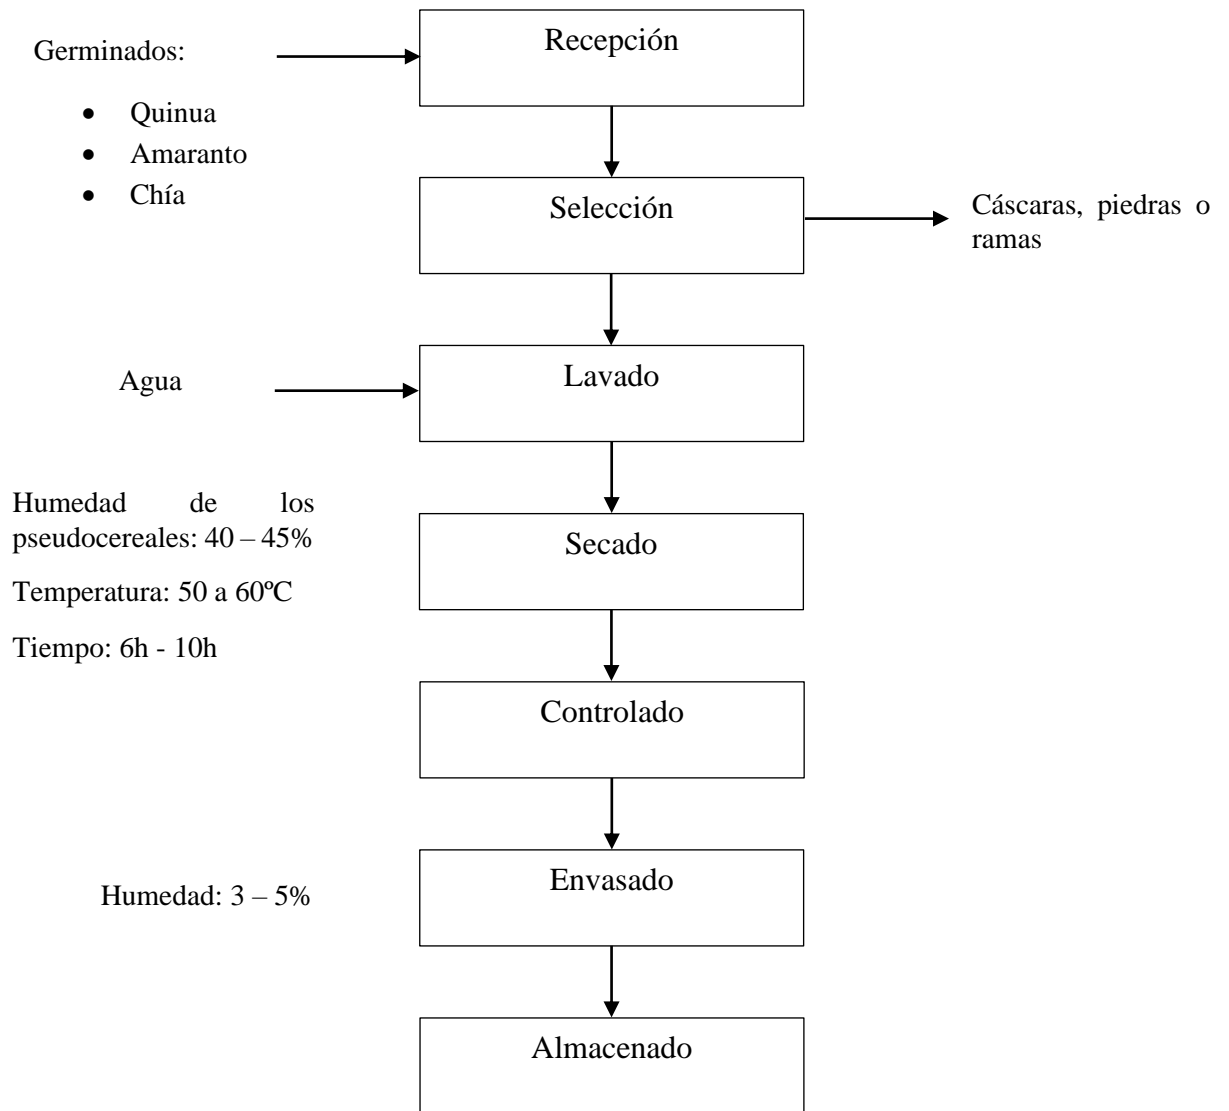 Recepción
Germinados:
• Quinua
• Amaranto
• Chía
Selección
Cáscaras, piedras o
ramas
Lavado
Agua
Humedad de los
pseudocereales: 40 – 45%
Temperatura: 50 a 60ºC
Tiempo: 6h - 10h
Secado
Controlado
Envasado
Humedad: 3 – 5%
Almacenado